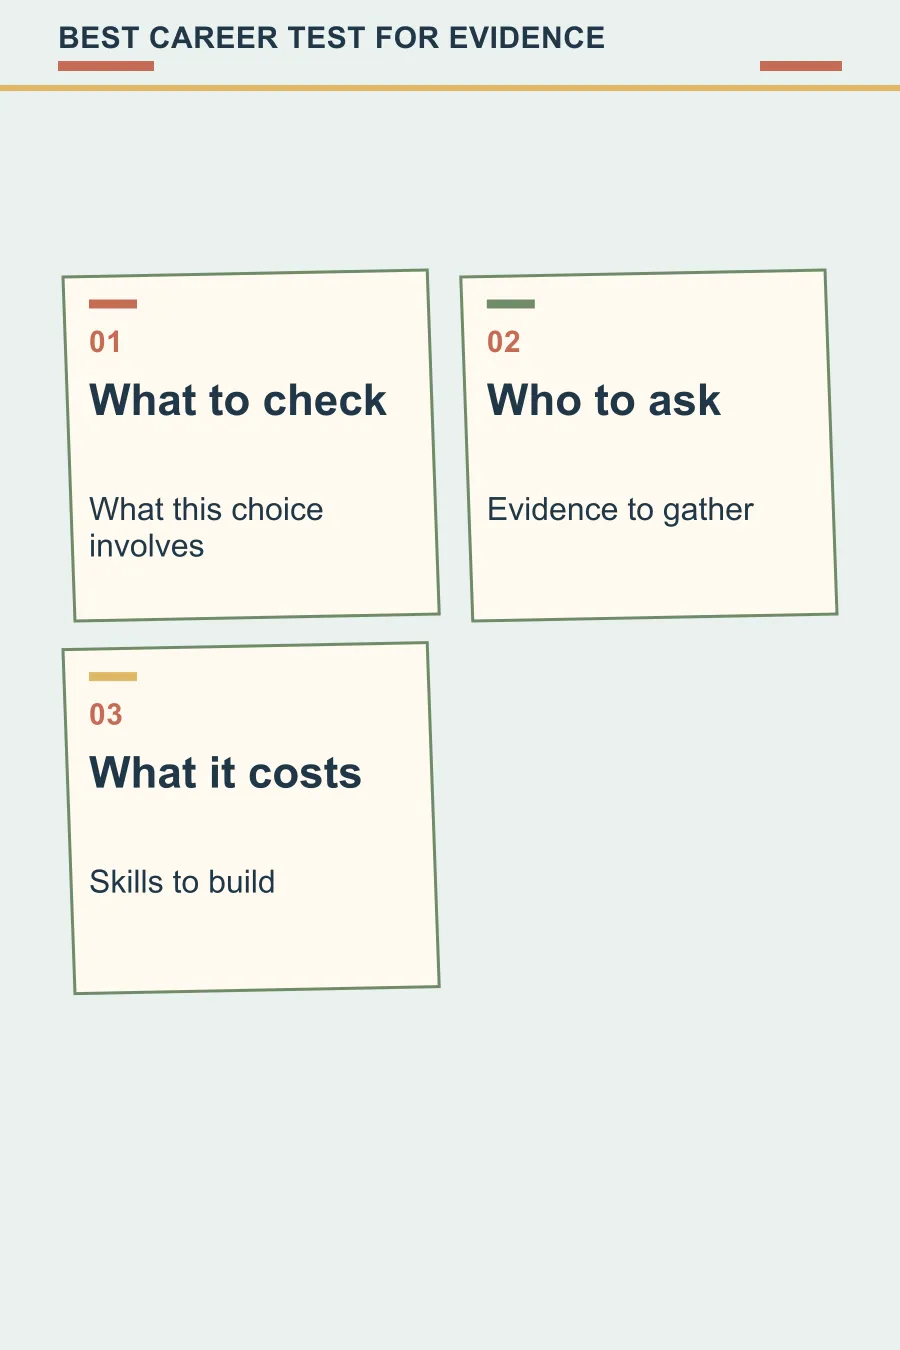 BEST CAREER TEST FOR EVIDENCE
01
What to check
What this choice
involves
02
Who to ask
Evidence to gather
03
What it costs
Skills to build